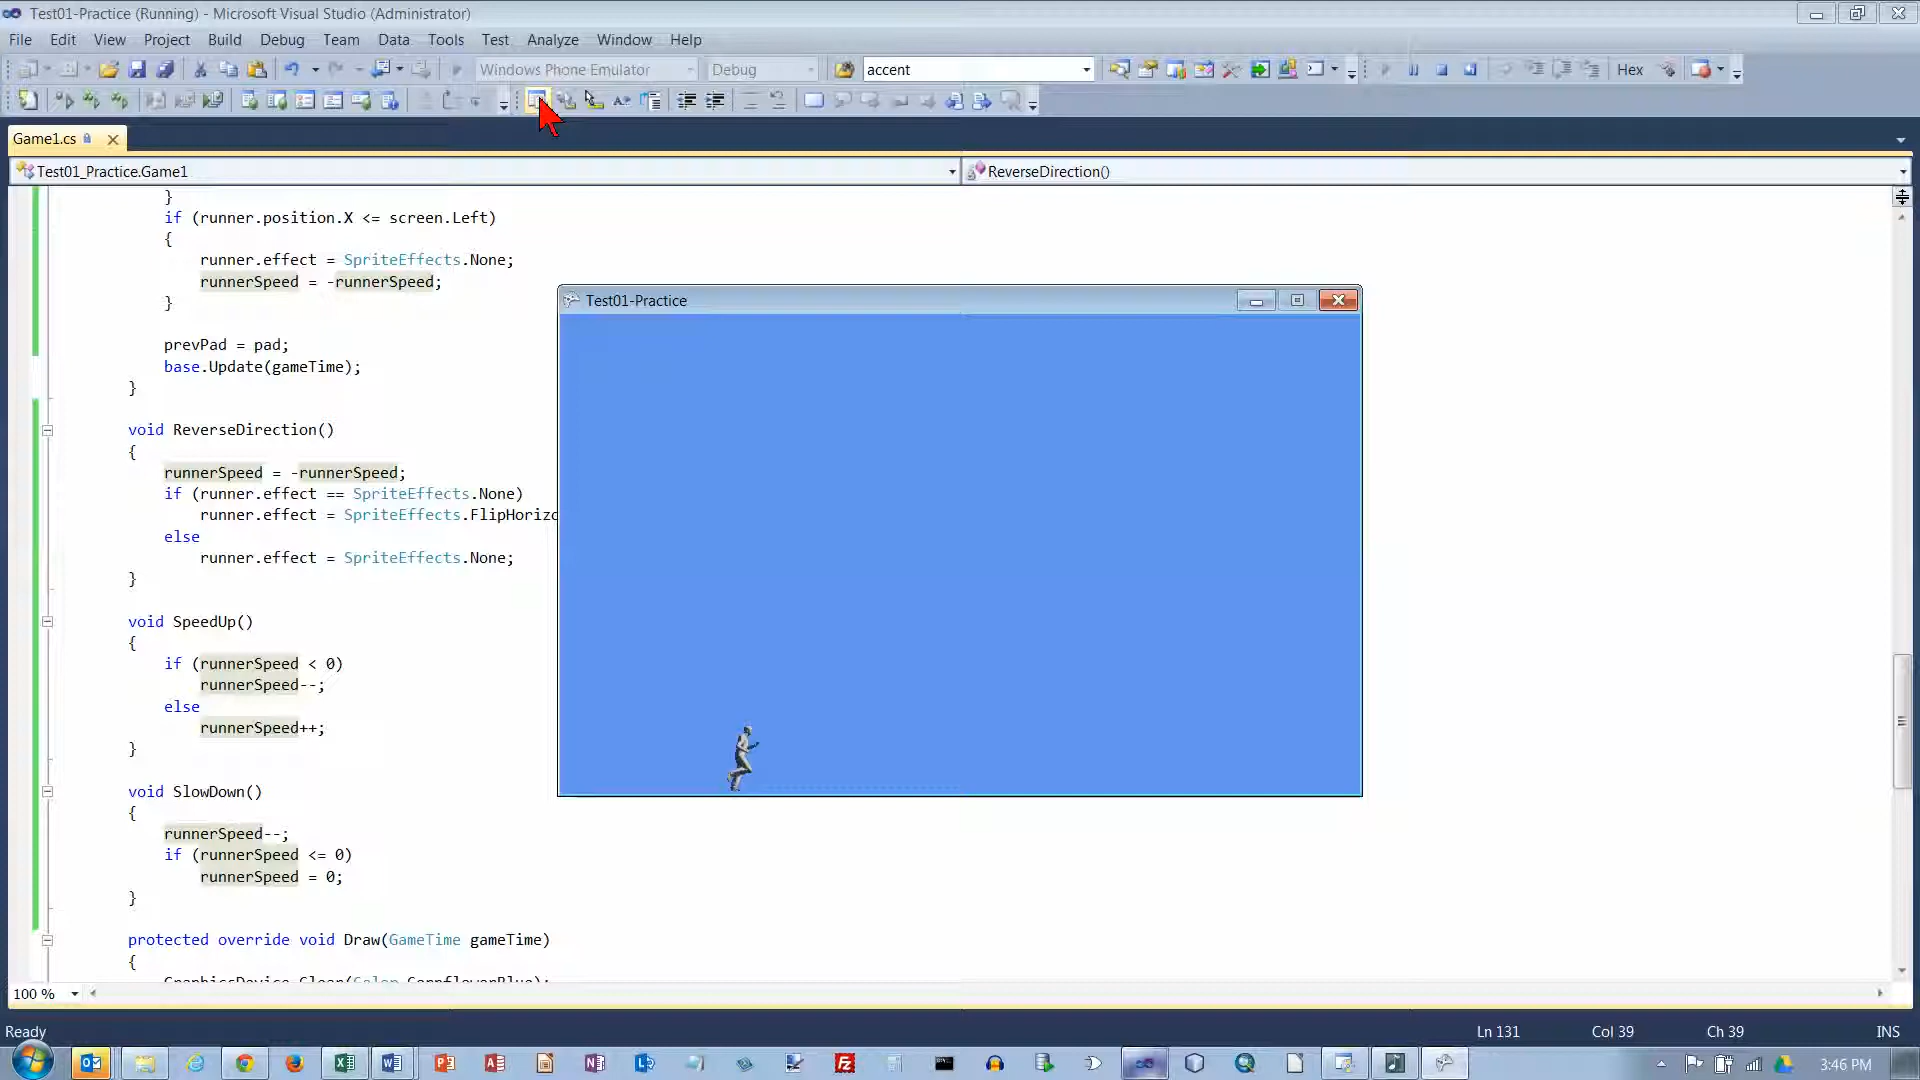 Test01-Practice (Running) - Microsoft Visual Studio (Administrator)
File Edit View Project Build Debug Team Data Tools Test Analyze Window Help
Windows Phone Emulator Debug accent Hex
Game1.cs
Test01_Practice.Game1 ReverseDirection()
}
if (runner.position.X <= screen.Left)
{
runner.effect = SpriteEffects.None;
runnerSpeed = -runnerSpeed;
}
prevPad = pad;
base.Update(gameTime);
}
void ReverseDirection()
{
runnerSpeed = -runnerSpeed;
if (runner.effect == SpriteEffects.None)
runner.effect = SpriteEffects.FlipHorizo
else
runner.effect = SpriteEffects.None;
}
void SpeedUp()
{
if (runnerSpeed < 0)
runnerSpeed--;
else
runnerSpeed++;
}
void SlowDown()
{
runnerSpeed--;
if (runnerSpeed <= 0)
runnerSpeed = 0;
}
protected override void Draw(GameTime gameTime)
{
GraphicsDevice.Clear(Color.CornflowerBlue);
Test01-Practice
100 %
Ready Ln 131 Col 39 Ch 39 INS
3:46 PM